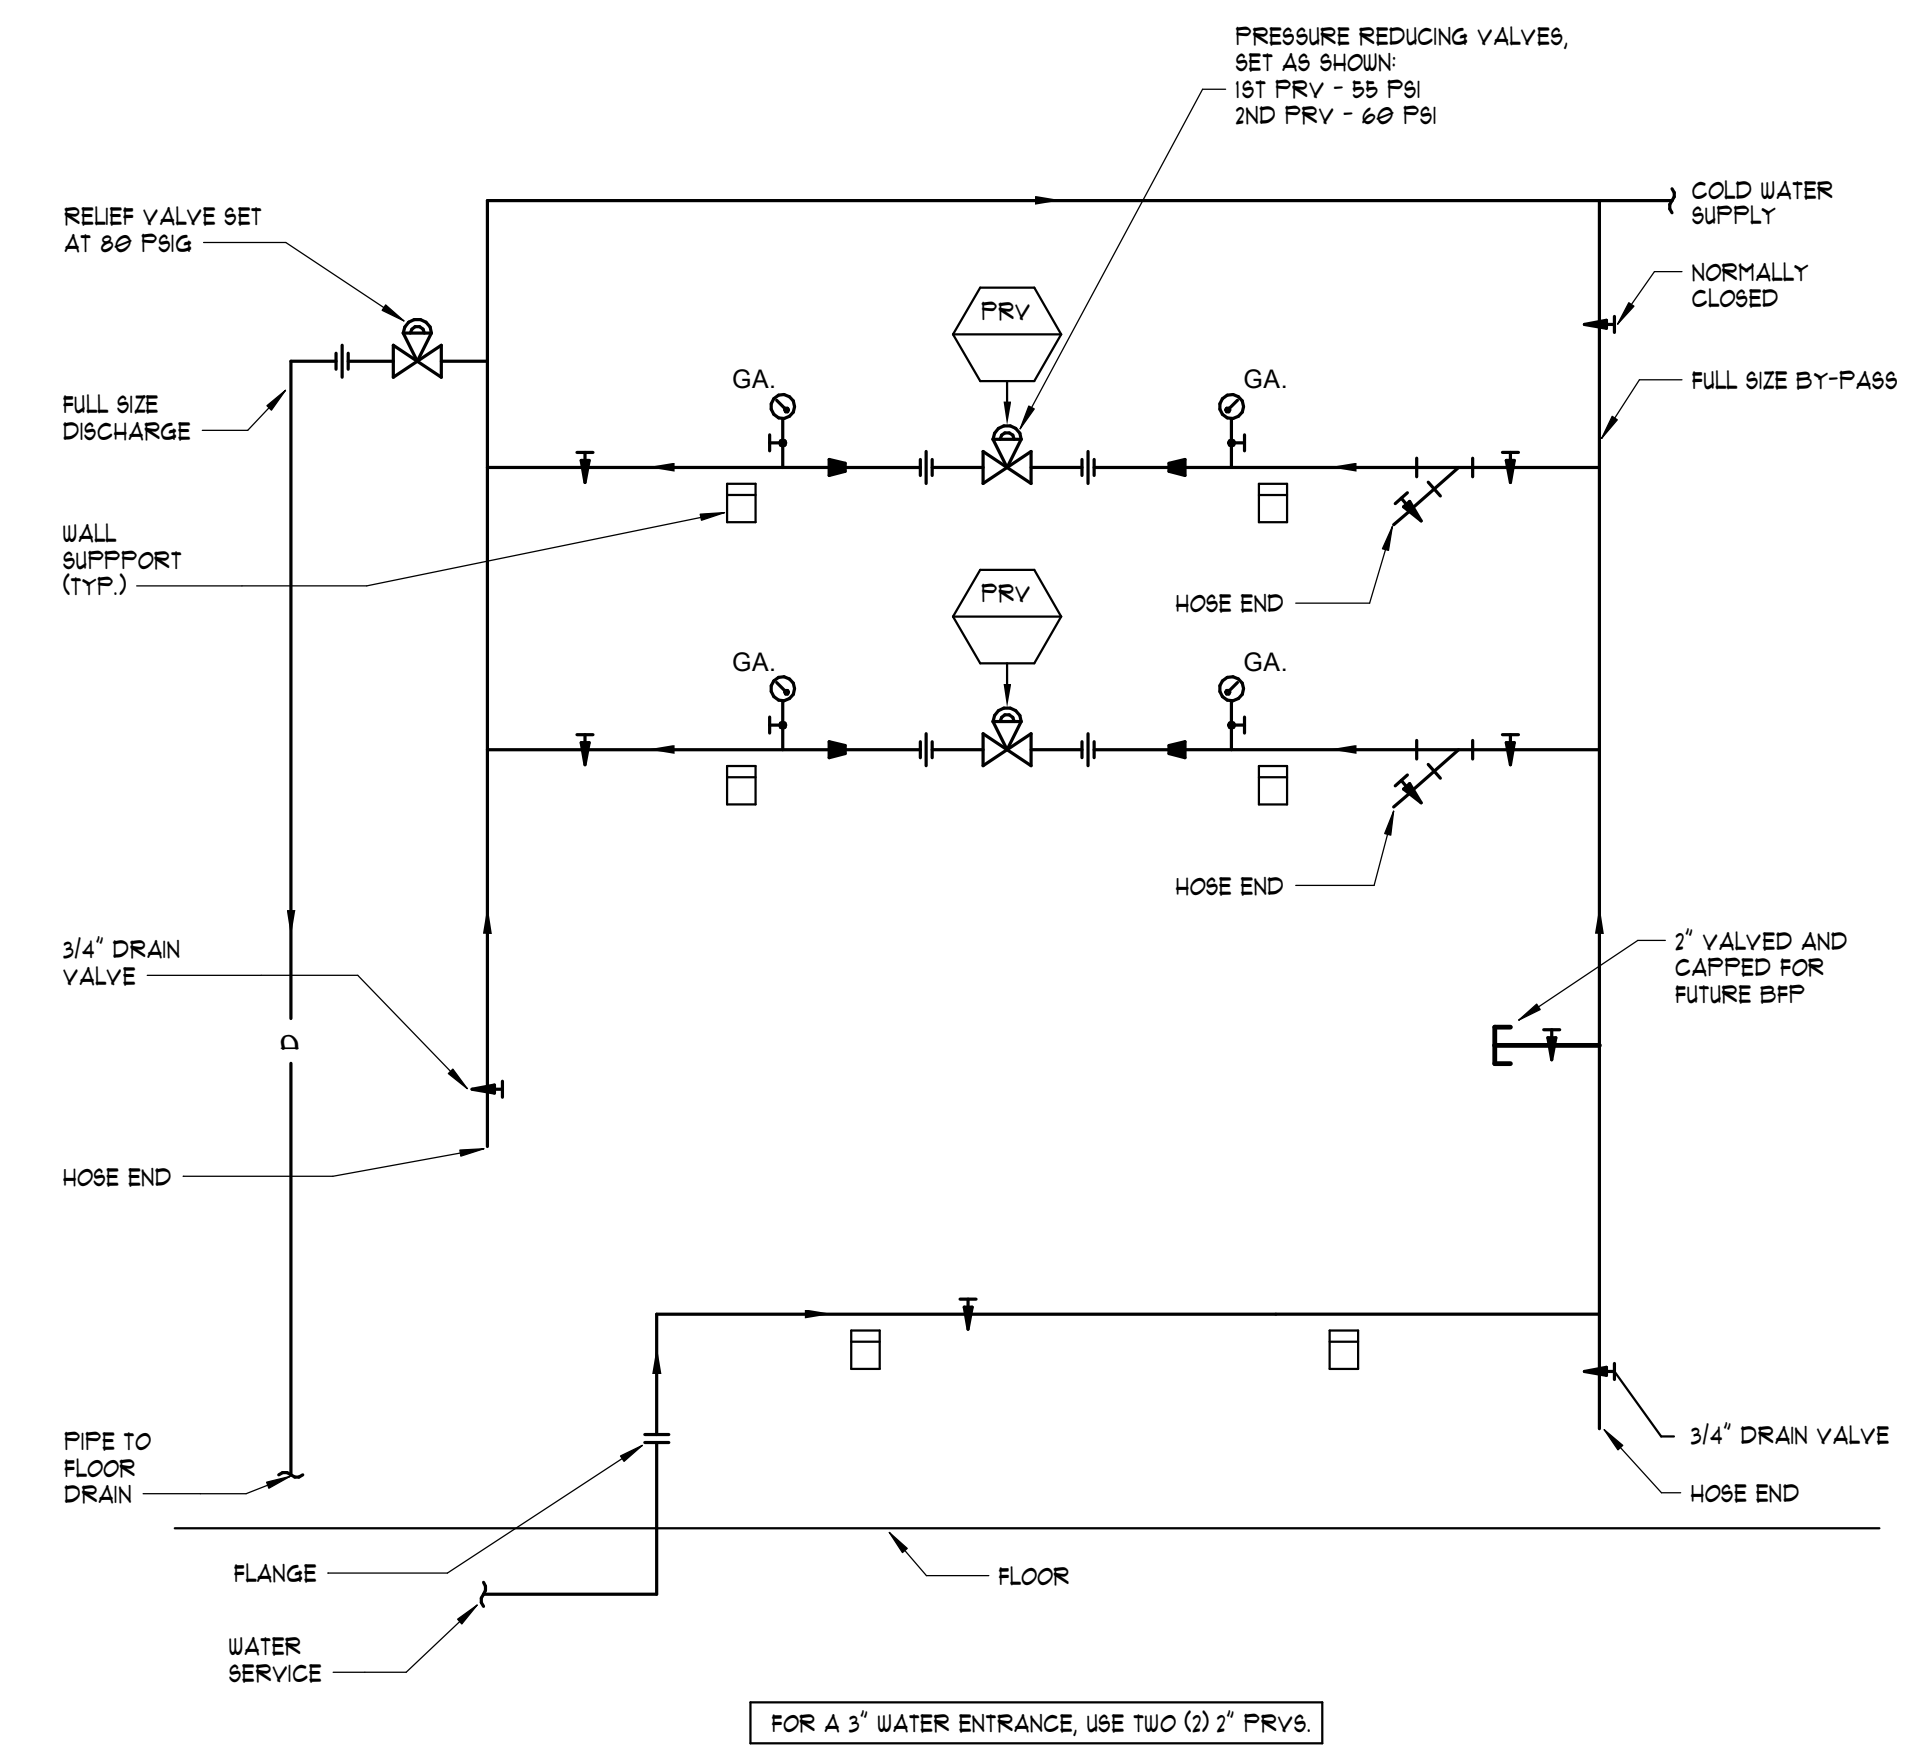 PRESSURE REDUCING VALVES,
SET AS SHOWN:
1ST PRV - 55 PSI
2ND PRV - 60 PSI
COLD WATER
SUPPLY
RELIEF VALVE SET
AT 80 PSIG
NORMALLY
CLOSED
PRV
FULL SIZE BY-PASS
GA.
GA.
FULL SIZE
DISCHARGE
WALL
SUPPPORT
(TYP.)
HOSE END
PRV
GA.
GA.
HOSE END
3/4" DRAIN
VALVE
2" VALVED AND
CAPPED FOR
FUTURE BFP
D
HOSE END
PIPE TO
FLOOR
DRAIN
3/4" DRAIN VALVE
HOSE END
FLANGE
FLOOR
WATER
SERVICE
FOR A 3" WATER ENTRANCE, USE TWO (2) 2" PRVS.